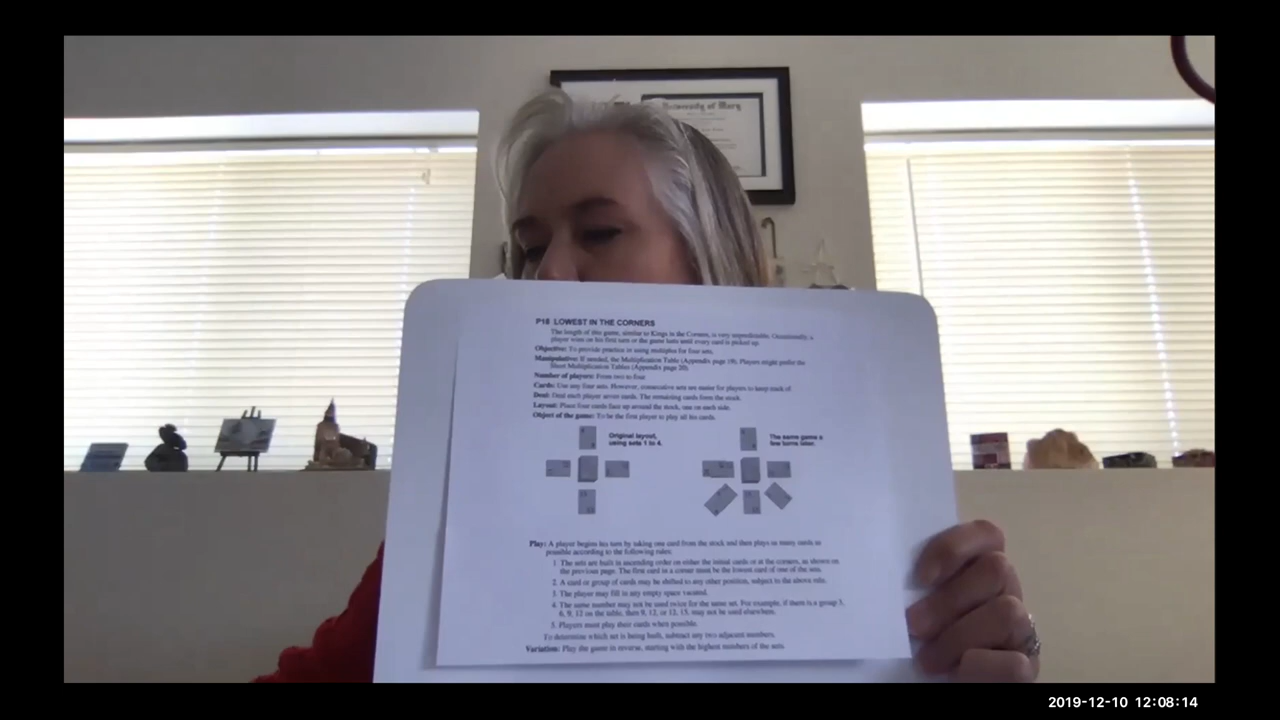 University of Mary
P18 LOWEST IN THE CORNERS
The length of this game, similar to Kings in the Corners, is very unpredictable. Occasionally a
player wins on his first turn or the game lasts until every card is picked up.
Objective: To provide practice in using multiples for four sets.
Manipulative: If needed, the Multiplication Table (Appendix page 19). Players might prefer the
Short Multiplication Tables (Appendix page 20)
Number of players: From two to four
Cards: Use any four sets. However, consecutive sets are easier for players to keep track of.
Deal: Deal each player seven cards. The remaining cards form the stock.
Layout: Place four cards face up around the stock, one on each side.
Object of the game: To be the first player to play all his cards.
Original layout,
using sets 1 to 4.
The same game a
few turns later.
Play: A player begins his turn by taking one card from the stock and then plays as many cards as
possible according to the following rules:
1 The sets are built in ascending order on either the initial cards or at the corners, as shown on
the previous page. The first card in a corner must be the lowest card of one of the sets.
2. A card or group of cards may be shifted to any other position, subject to the above rule.
3 The player may fill in any empty space vacated.
4. The same number may not be used twice for the same set. For example, if there is a group 3,
6, 9, 12 on the table, then 9, 12, or 12, 15, may not be used elsewhere.
5. Players must play their cards when possible.
To determine which set is being built, subtract any two adjacent numbers.
Variation: Play the game in reverse, starting with the highest numbers of the sets
2019-12-10 12:08:14